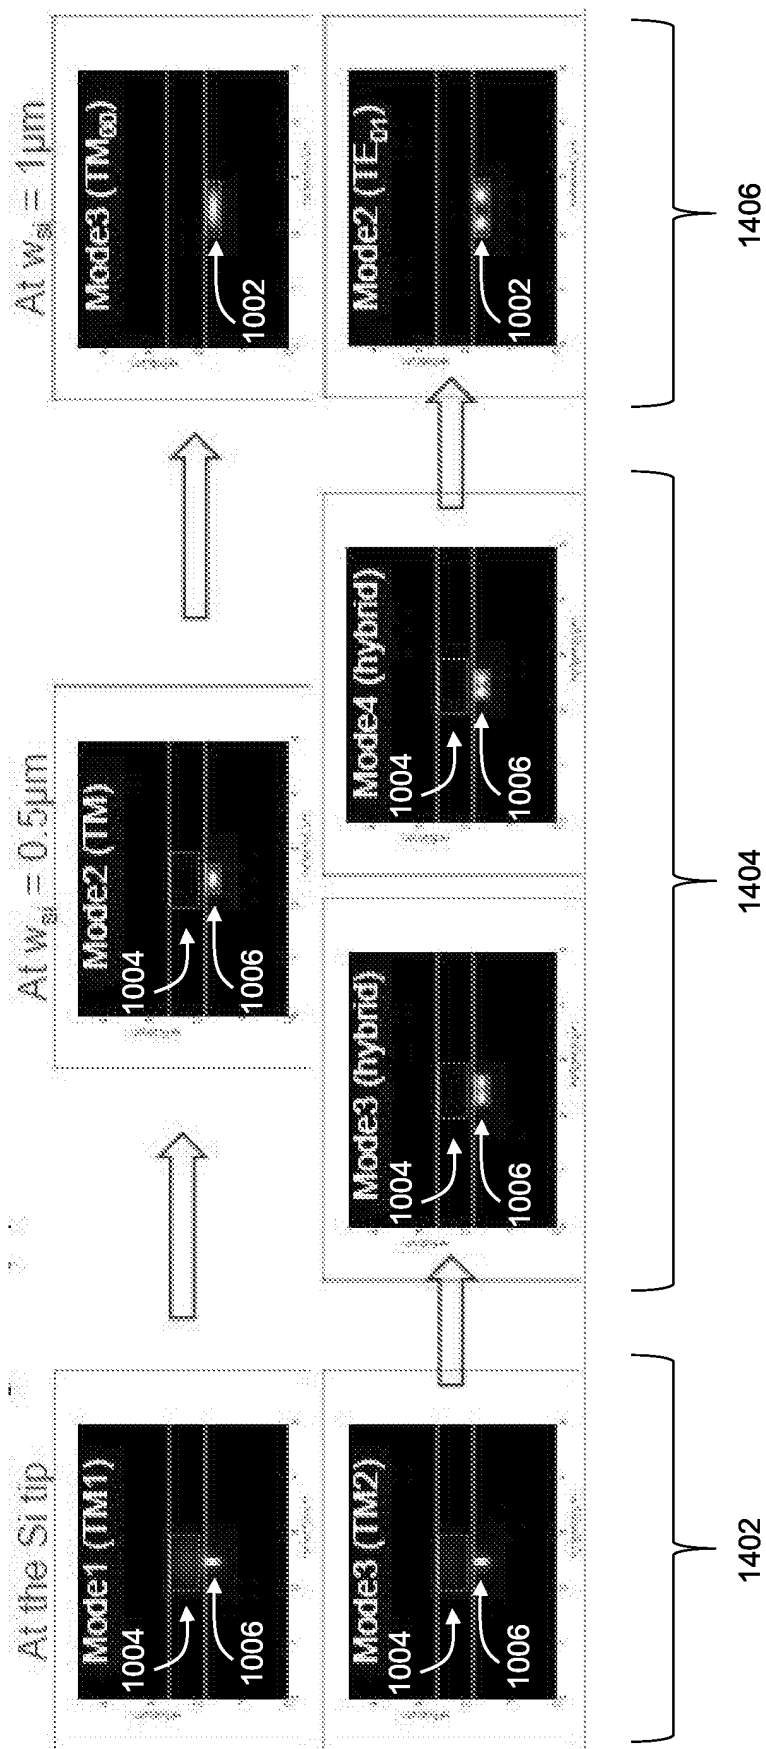 At the Si tip
Mode1 (TM1)
1004
1006
Mode3 (TM2)
1004
1006
1402
At w_Si = 0.5µm
Mode2 (TM)
1004
1006
Mode3 (hybrid)
1004
1006
Mode4 (hybrid)
1004
1006
1404
At w_Si = 1µm
Mode3 (TM_00)
1002
Mode2 (TE_01)
1002
1406